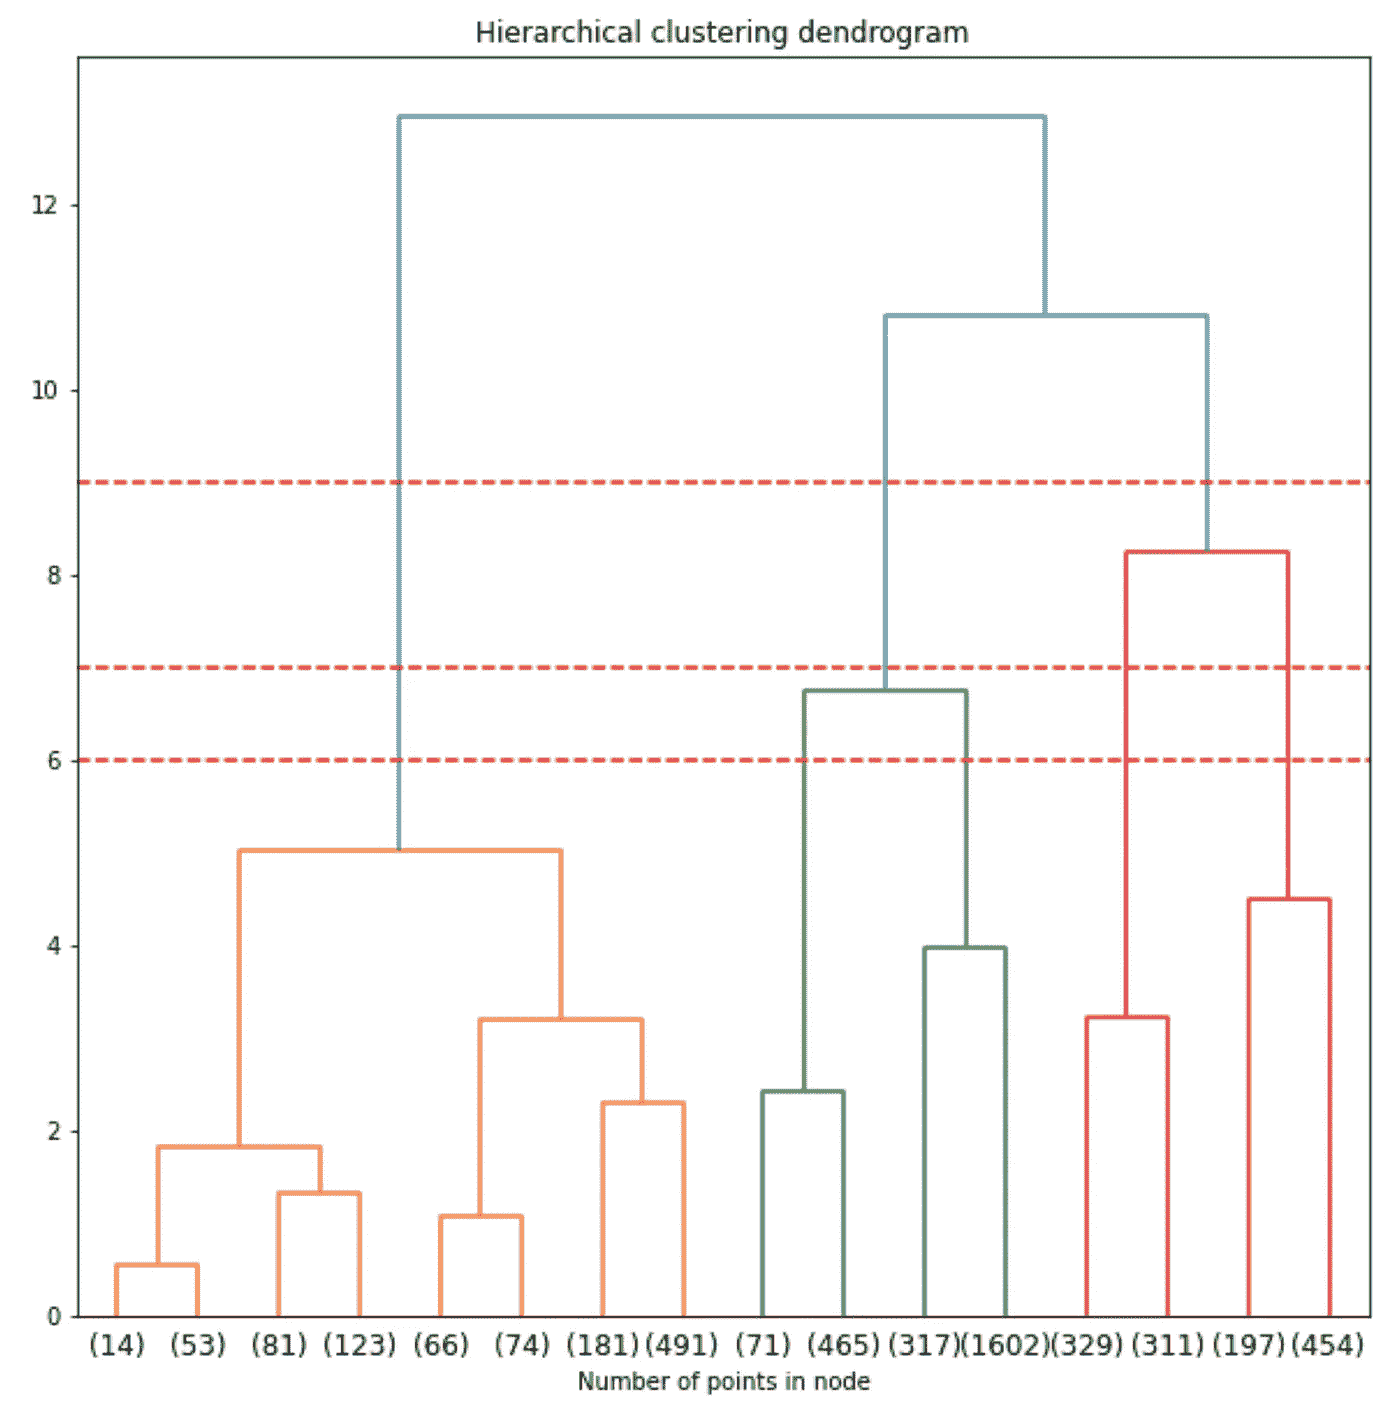 Hierarchical clustering dendrogram
12
10
8
6
4
2
0
(14) (53) (81) (123) (66) (74) (181) (491) (71) (465) (317) (1602) (329) (311) (197) (454)
Number of points in node